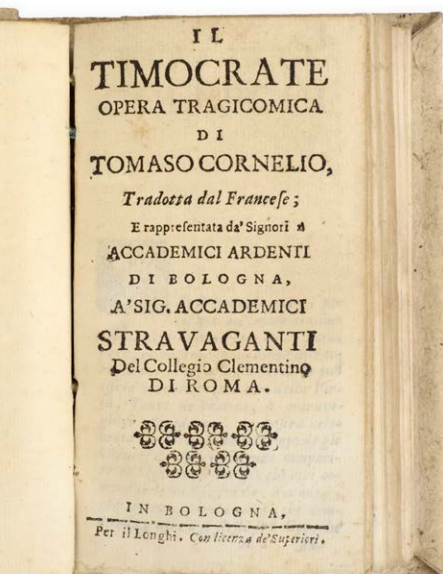 IL
TIMOCRATE
OPERA TRAGICOMICA
DI
TOMASO CORNELIO,
Tradotta dal Franceſe;
E rappreſentata da' Signori
ACCADEMICI ARDENTI
DI BOLOGNA,
A' SIG. ACCADEMICI
STRAVAGANTI
Del Collegio Clementino
DI ROMA.
IN BOLOGNA,
Per il Longhi. Con licenza de' Superiori.